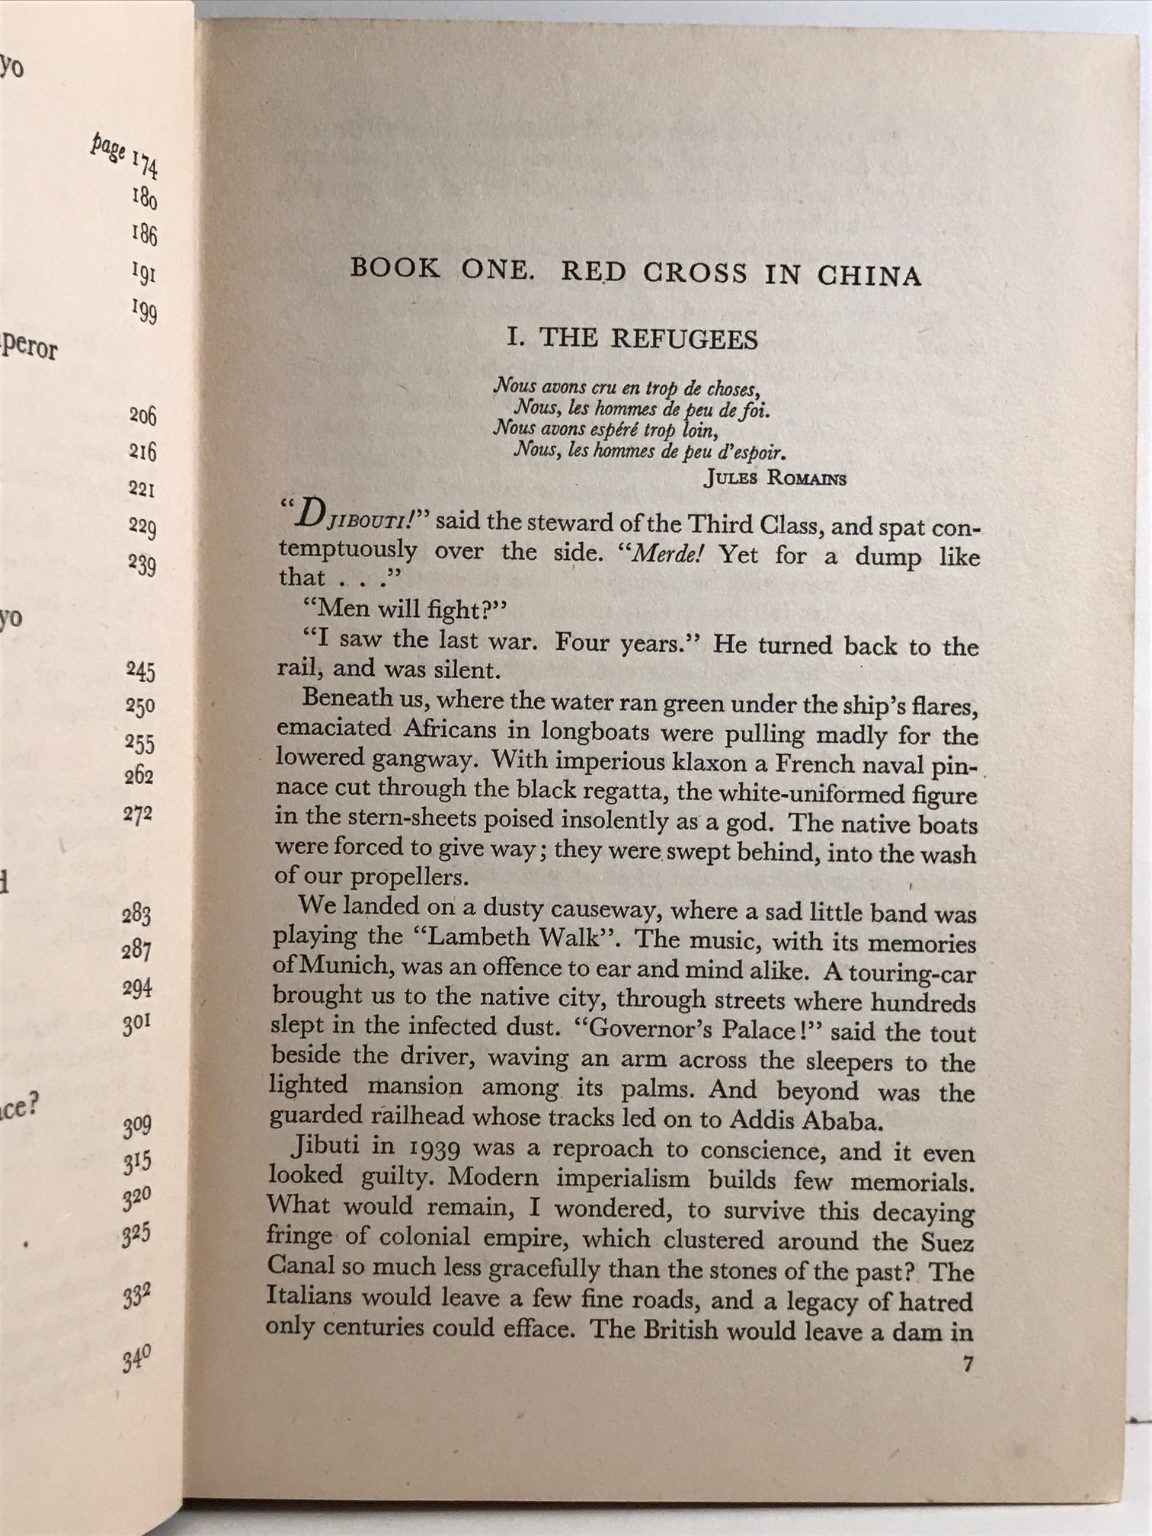 yo
page 174
180
186
191
199
peror
206
216
221
229
239
yo
245
250
255
262
272
d
283
287
294
301
ce?
309
315
320
325
332
340
BOOK ONE. RED CROSS IN CHINA
I. THE REFUGEES
Nous avons cru en trop de choses,
Nous, les hommes de peu de foi.
Nous avons espéré trop loin,
Nous, les hommes de peu d'espoir.
JULES ROMAINS
"DJIBOUTI!" said the steward of the Third Class, and spat con-
temptuously over the side. "Merde! Yet for a dump like
that . . ."
"Men will fight?"
"I saw the last war. Four years." He turned back to the
rail, and was silent.
Beneath us, where the water ran green under the ship's flares,
emaciated Africans in longboats were pulling madly for the
lowered gangway. With imperious klaxon a French naval pin-
nace cut through the black regatta, the white-uniformed figure
in the stern-sheets poised insolently as a god. The native boats
were forced to give way; they were swept behind, into the wash
of our propellers.
We landed on a dusty causeway, where a sad little band was
playing the "Lambeth Walk". The music, with its memories
of Munich, was an offence to ear and mind alike. A touring-car
brought us to the native city, through streets where hundreds
slept in the infected dust. "Governor's Palace!" said the tout
beside the driver, waving an arm across the sleepers to the
lighted mansion among its palms. And beyond was the
guarded railhead whose tracks led on to Addis Ababa.
Jibuti in 1939 was a reproach to conscience, and it even
looked guilty. Modern imperialism builds few memorials.
What would remain, I wondered, to survive this decaying
fringe of colonial empire, which clustered around the Suez
Canal so much less gracefully than the stones of the past? The
Italians would leave a few fine roads, and a legacy of hatred
only centuries could efface. The British would leave a dam in
7